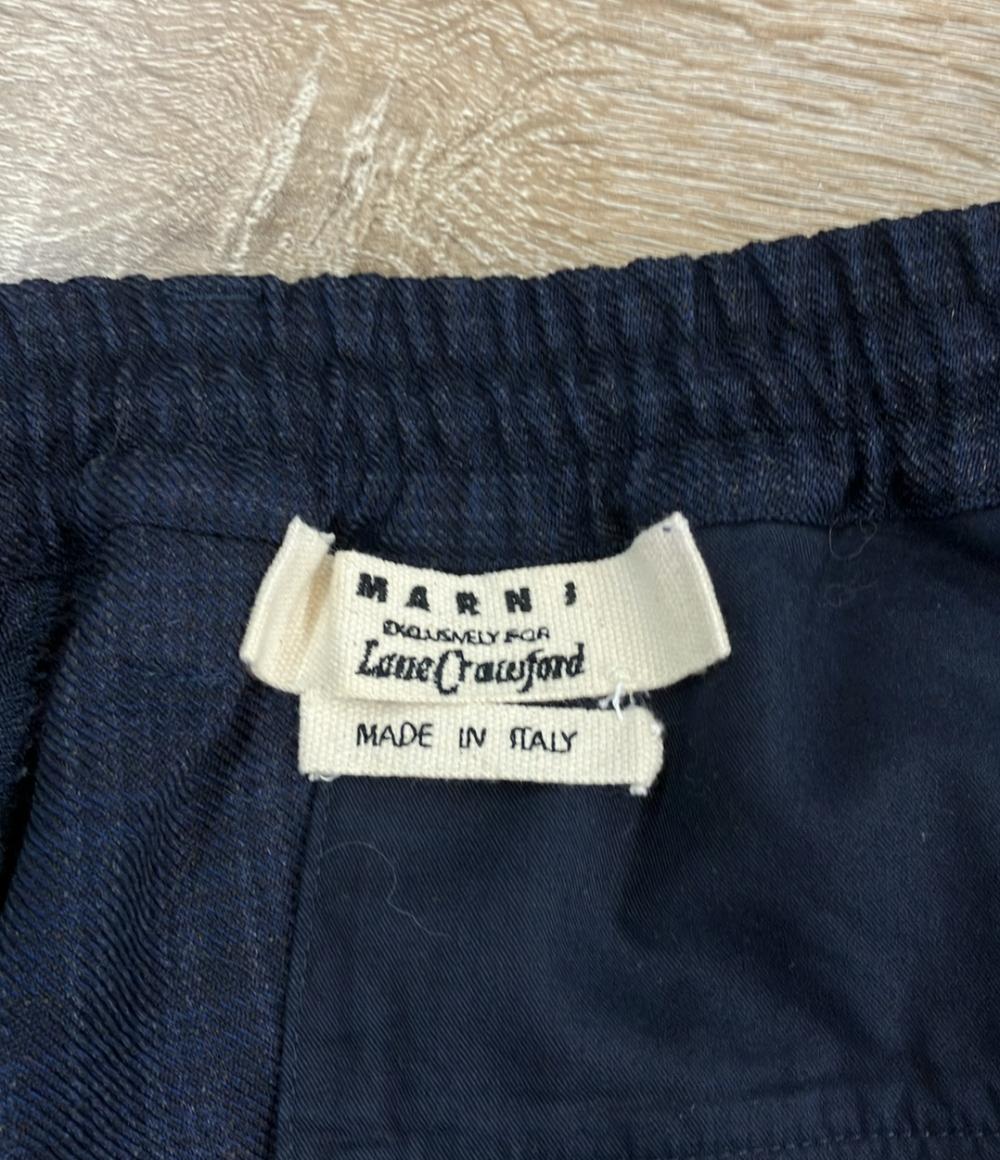 MARNI
EXCLUSIVELY FOR
Lane Crawford
MADE IN ITALY